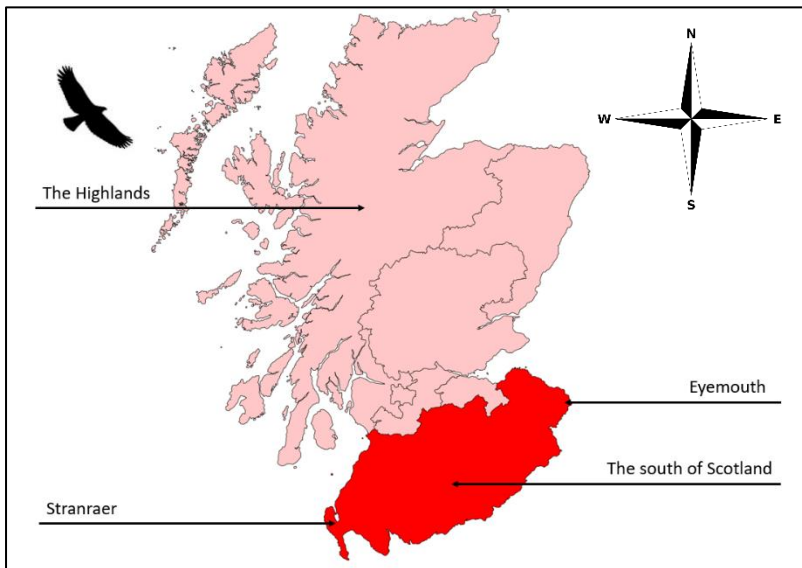 N
W
E
S
The Highlands
Eyemouth
The south of Scotland
Stranraer